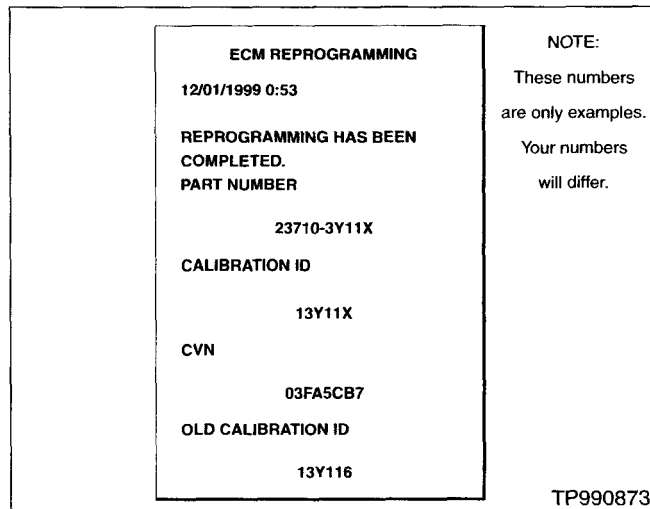 ECM REPROGRAMMING
12/01/1999 0:53
REPROGRAMMING HAS BEEN
COMPLETED.
PART NUMBER
23710-3Y11X
CALIBRATION ID
13Y11X
CVN
03FA5CB7
OLD CALIBRATION ID
13Y116
NOTE:
These numbers
are only examples.
Your numbers
will differ.
TP990873